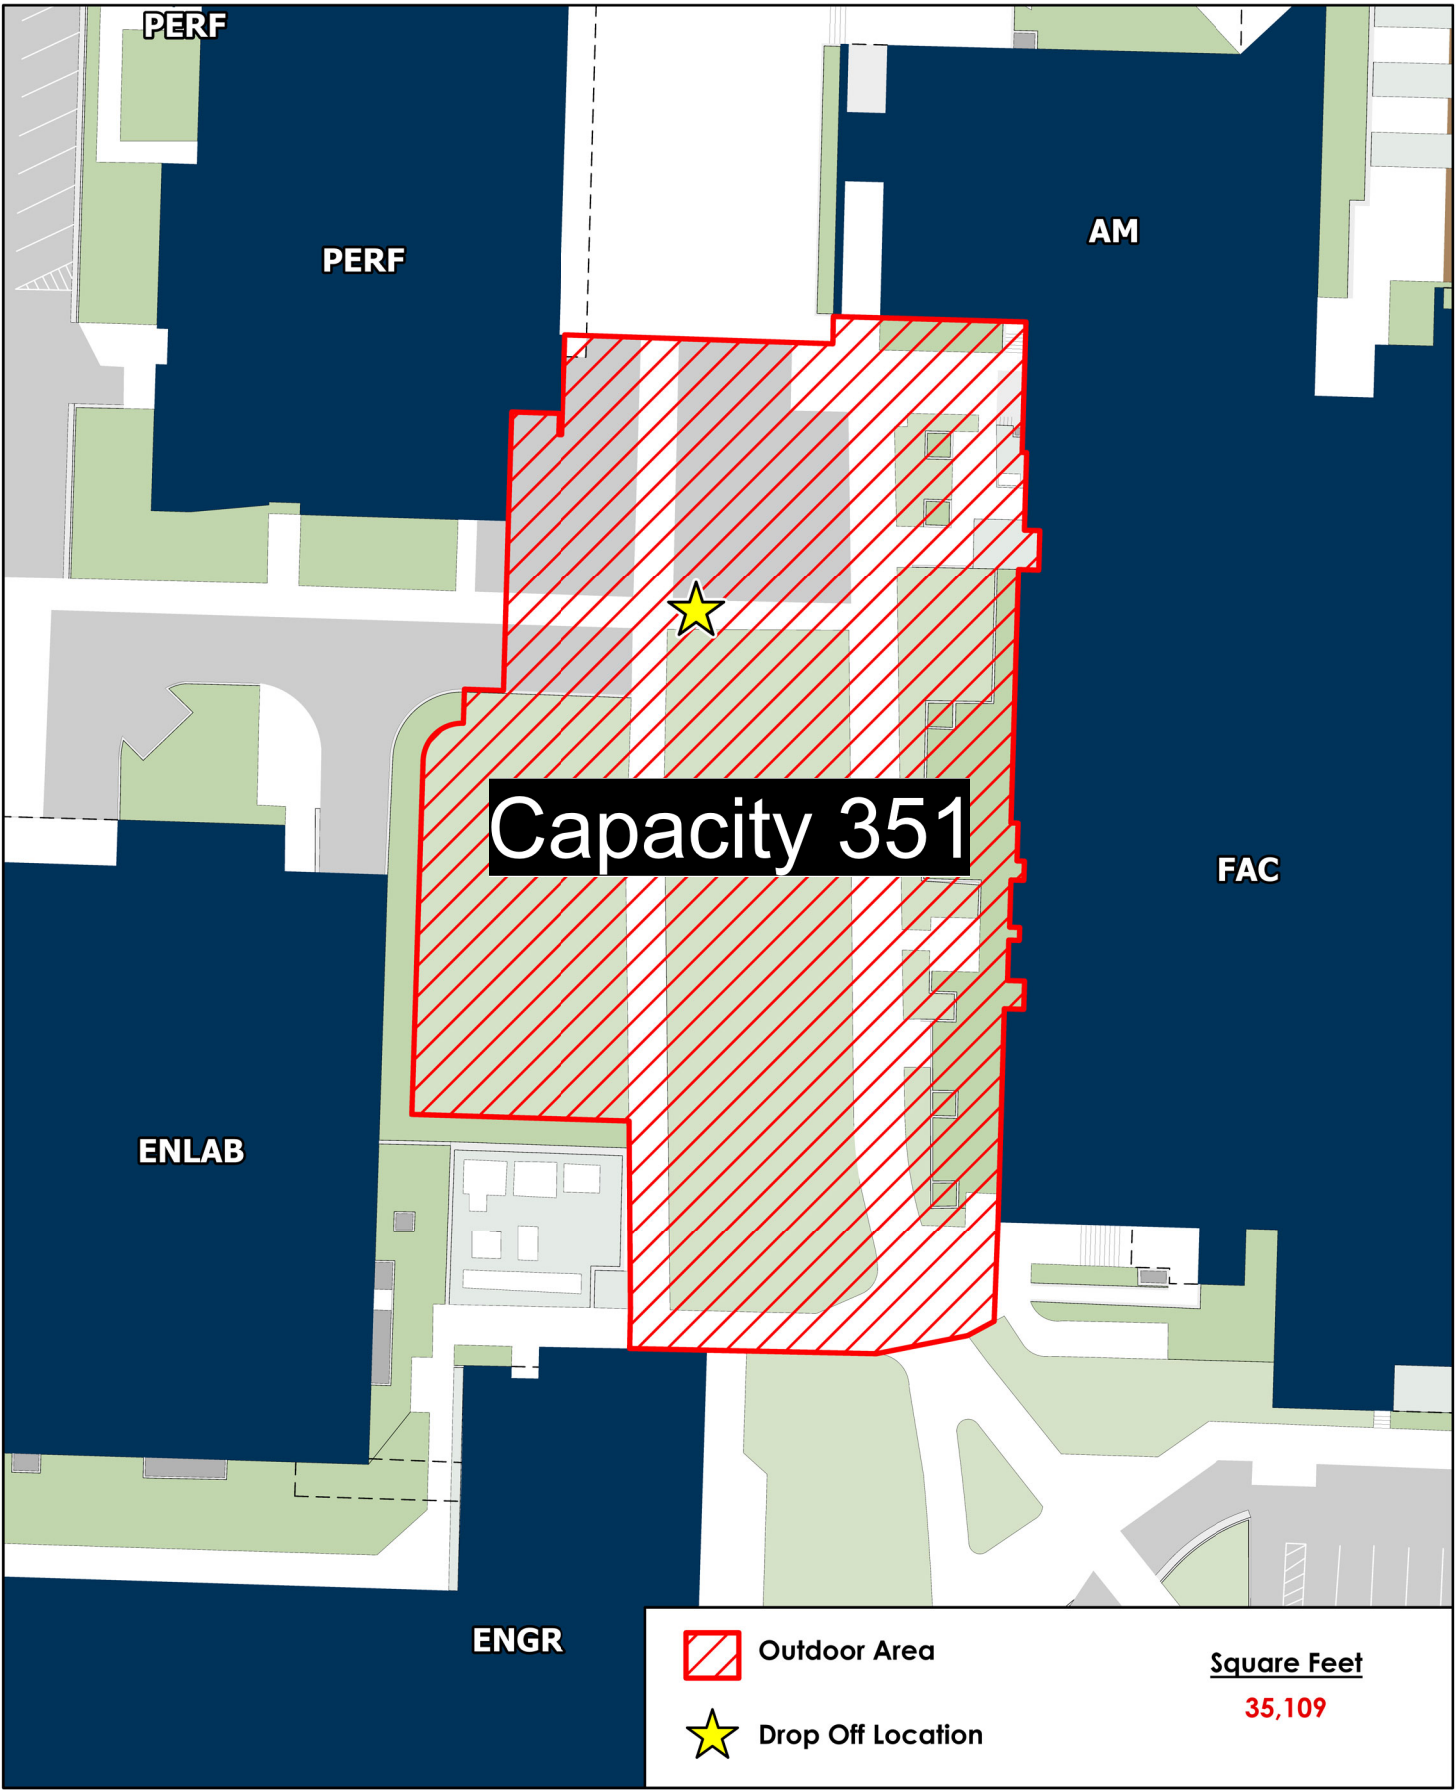 PERF
PERF
AM
Capacity 351
FAC
ENLAB
ENGR
Outdoor Area
Square Feet
35,109
Drop Off Location